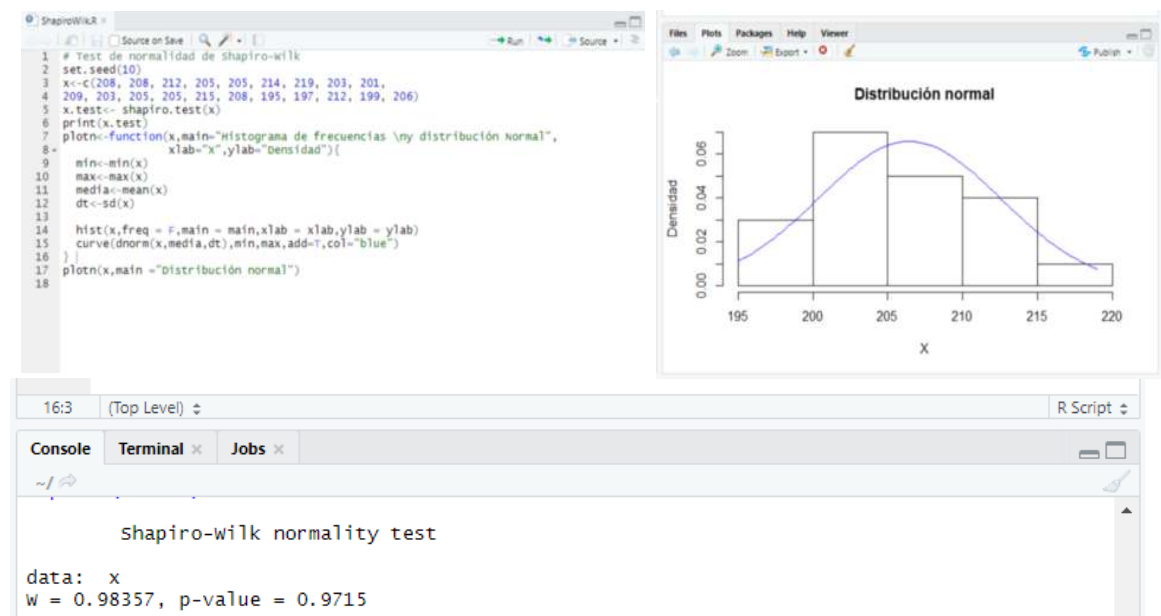 ShapiroWilk.R ×
Source on Save
Run
Source
1 # Test de normalidad de Shapiro-Wilk
2 set.seed(10)
3 x<-c(208, 208, 212, 205, 205, 214, 219, 203, 201,
4 209, 203, 205, 205, 215, 208, 195, 197, 212, 199, 206)
5 x.test<- shapiro.test(x)
6 print(x.test)
7 plotn<-function(x,main="Histograma de frecuencias \ny distribución Normal",
8 xlab="X",ylab="Densidad"){
9 min<-min(x)
10 max<-max(x)
11 media<-mean(x)
12 dt<-sd(x)
13
14 hist(x,freq = F,main = main,xlab = xlab,ylab = ylab)
15 curve(dnorm(x,media,dt),min,max,add=T,col="blue")
16 }
17 plotn(x,main ="Distribución normal")
18
Files Plots Packages Help Viewer
Zoom Export Publish
Distribución normal
Densidad
0.06
0.04
0.02
0.00
195 200 205 210 215 220
X
16:3 (Top Level) R Script
Console Terminal × Jobs ×
~/
Shapiro-Wilk normality test
data: x
W = 0.98357, p-value = 0.9715